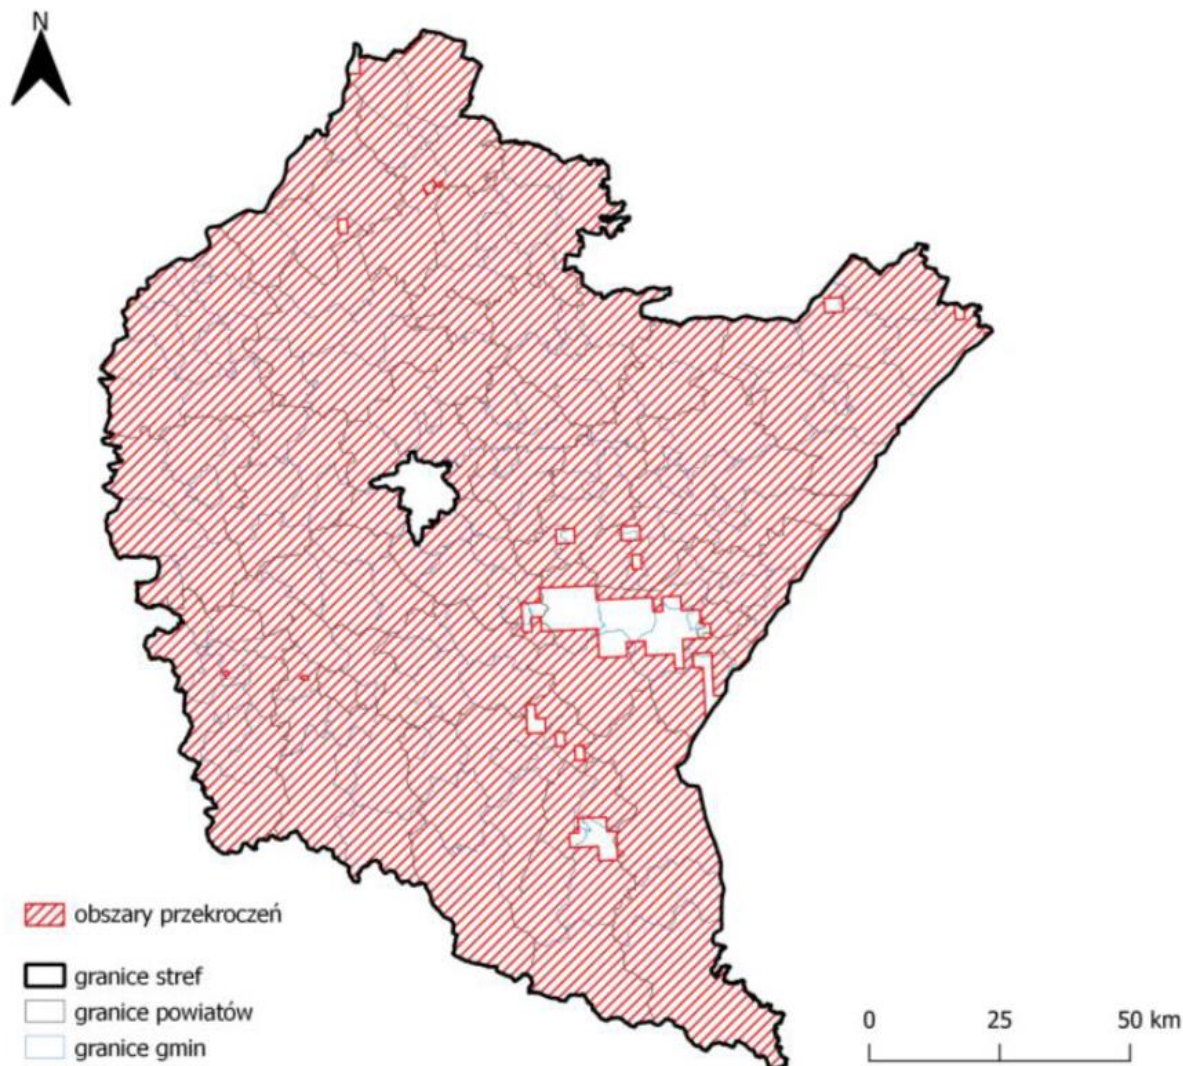 N
obszary przekroczeń
granice stref
granice powiatów
granice gmin
0 25 50 km